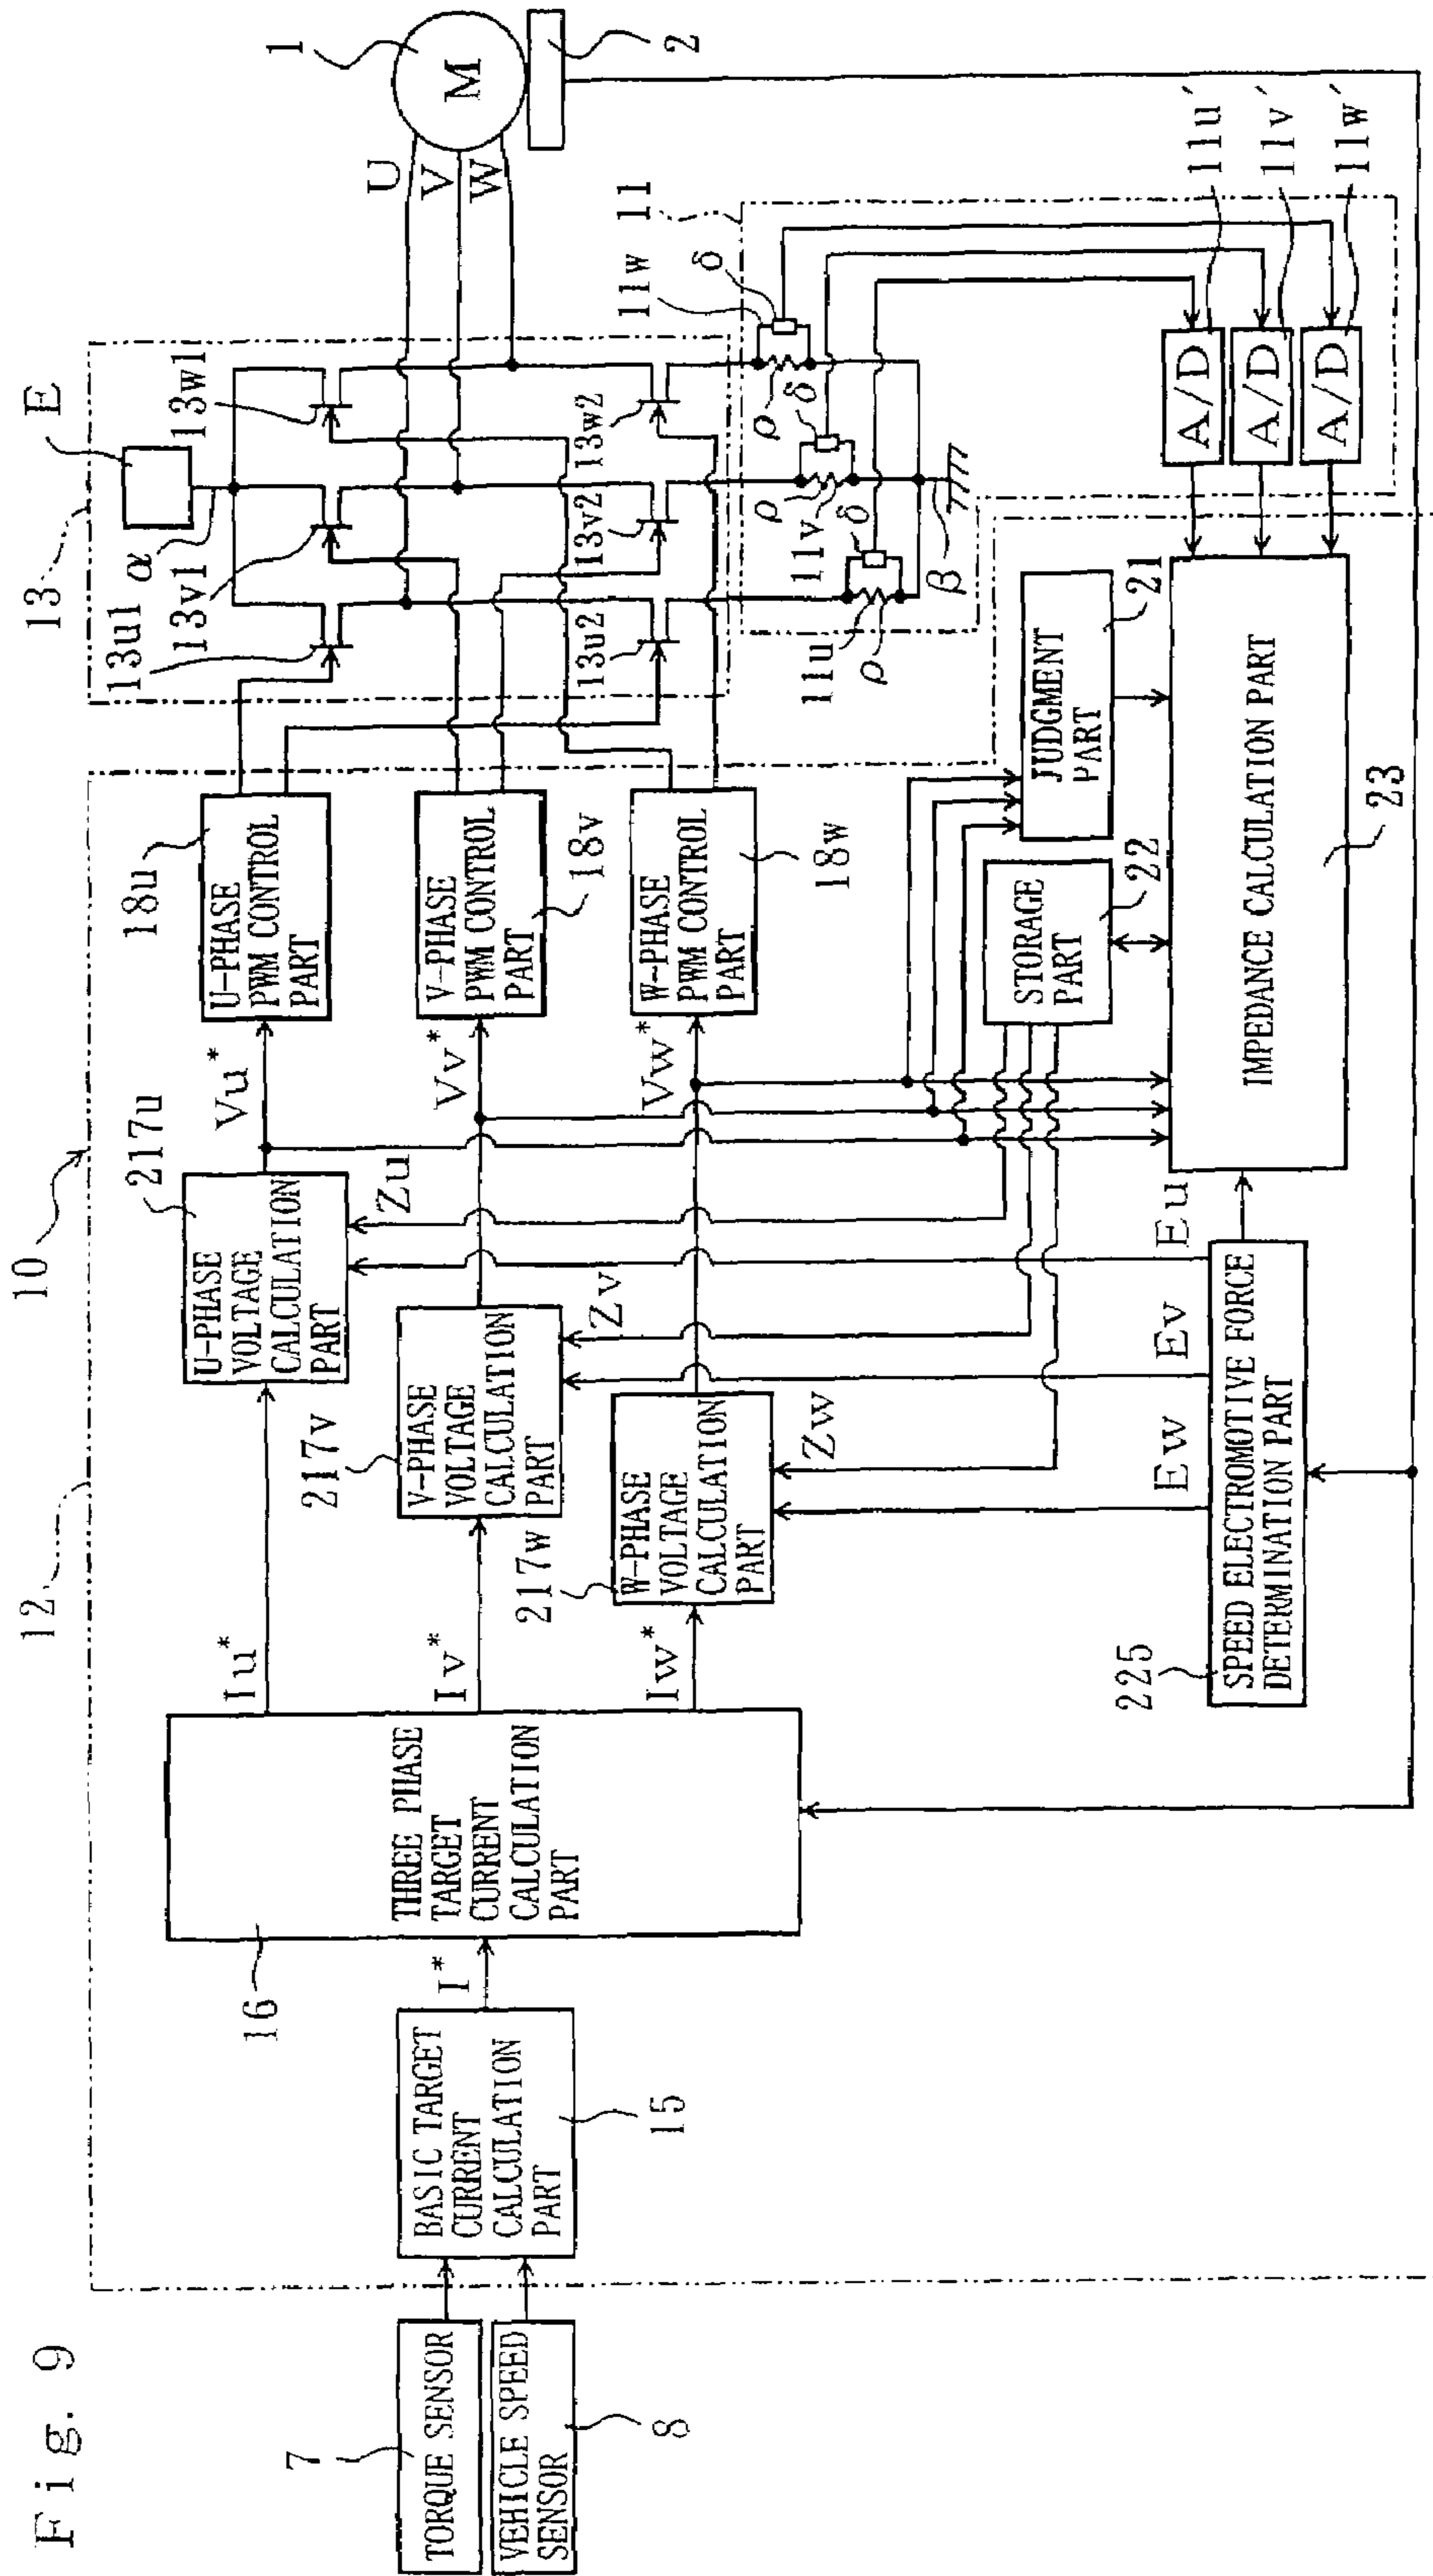 Fig. 9
7
TORQUE SENSOR
VEHICLE SPEED
SENSOR
8
12
10
BASIC TARGET
CURRENT
CALCULATION
PART
15
I*
16
THREE PHASE
TARGET
CURRENT
CALCULATION
PART
Iu*
Iv*
Iw*
217u
U-PHASE
VOLTAGE
CALCULATION
PART
217v
V-PHASE
VOLTAGE
CALCULATION
PART
217w
W-PHASE
VOLTAGE
CALCULATION
PART
Zu
Zv
Zw
Vu*
Vv*
Vw*
18u
U-PHASE
PWM CONTROL
PART
V-PHASE
PWM CONTROL
PART
18v
W-PHASE
PWM CONTROL
PART
18w
225
SPEED ELECTROMOTIVE FORCE
DETERMINATION PART
Ew
Ev
Eu
STORAGE
PART
22
JUDGMENT
PART
21
IMPEDANCE CALCULATION PART
23
13
E
α
13u1
13v1
13w1
13u2
13v2
13w2
11
11u
11v
11w
ρ
ρ
ρ
δ
δ
δ
β
A/D
A/D
A/D
11u′
11v′
11w′
U
V
W
M
1
2